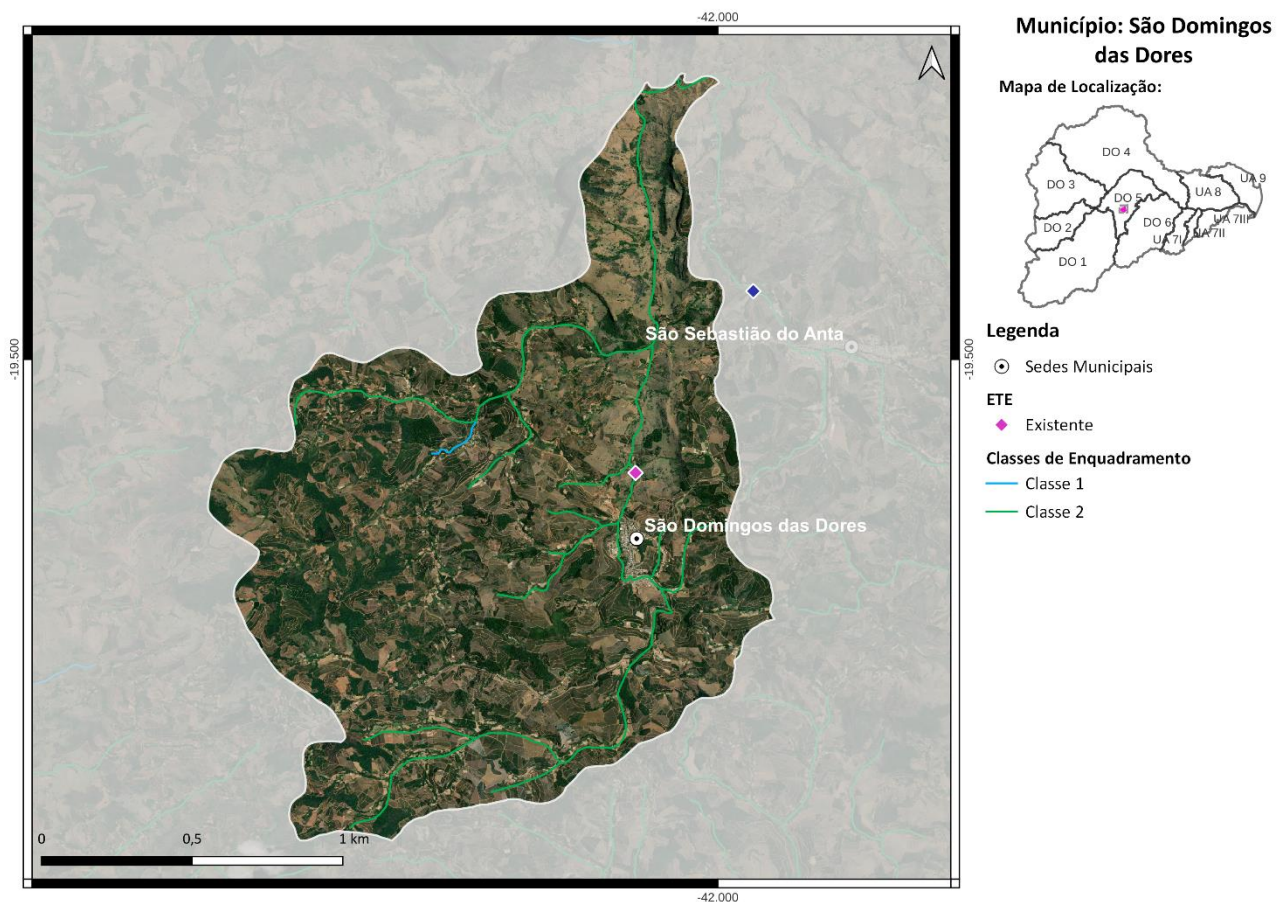 -42.000
Município: São Domingos
das Dores
Mapa de Localização:
DO 4
DO 3
UA 9
UA 8
DO 5
DO 2
DO 6
UA 7III
UA 7II
UA 7I
DO 1
São Sebastião do Anta
-19.500
-19.500
Legenda
Sedes Municipais
ETE
Existente
Classes de Enquadramento
Classe 1
Classe 2
São Domingos das Dores
0
0,5
1 km
-42.000